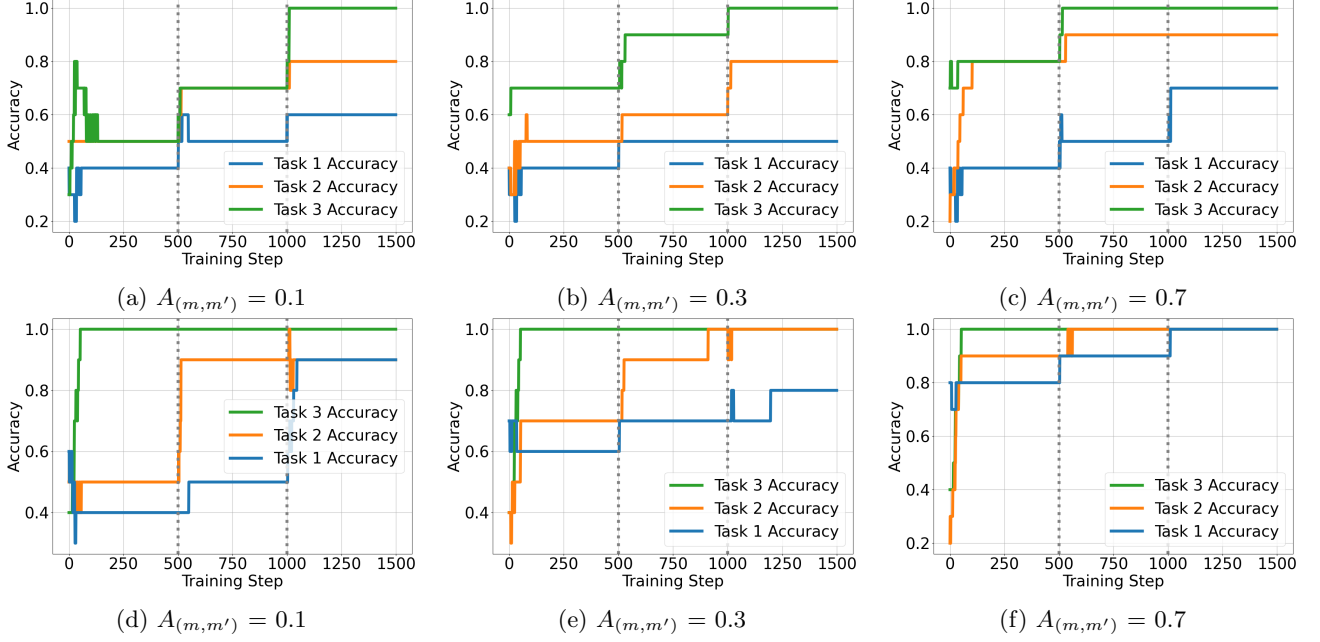 1.0
0.8
0.6
0.4
0.2
Accuracy
0 250 500 750 1000 1250 1500
Training Step
Task 1 Accuracy
Task 2 Accuracy
Task 3 Accuracy
(a) A(m,m′) = 0.1
1.0
0.8
0.6
0.4
0.2
Accuracy
0 250 500 750 1000 1250 1500
Training Step
Task 1 Accuracy
Task 2 Accuracy
Task 3 Accuracy
(b) A(m,m′) = 0.3
1.0
0.8
0.6
0.4
0.2
Accuracy
0 250 500 750 1000 1250 1500
Training Step
Task 1 Accuracy
Task 2 Accuracy
Task 3 Accuracy
(c) A(m,m′) = 0.7
1.0
0.8
0.6
0.4
Accuracy
0 250 500 750 1000 1250 1500
Training Step
Task 3 Accuracy
Task 2 Accuracy
Task 1 Accuracy
(d) A(m,m′) = 0.1
1.0
0.8
0.6
0.4
Accuracy
0 250 500 750 1000 1250 1500
Training Step
Task 3 Accuracy
Task 2 Accuracy
Task 1 Accuracy
(e) A(m,m′) = 0.3
1.0
0.8
0.6
0.4
0.2
Accuracy
0 250 500 750 1000 1250 1500
Training Step
Task 3 Accuracy
Task 2 Accuracy
Task 1 Accuracy
(f) A(m,m′) = 0.7